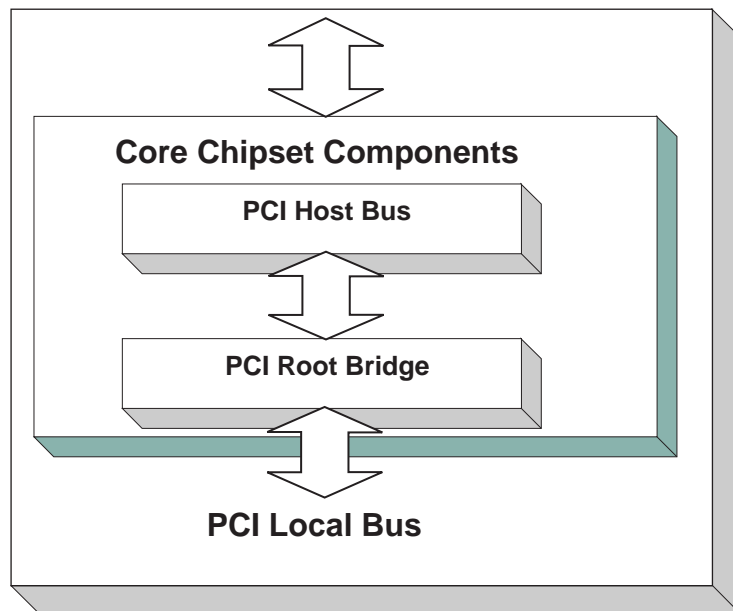 Core Chipset Components
PCI Host Bus
PCI Root Bridge
PCI Local Bus